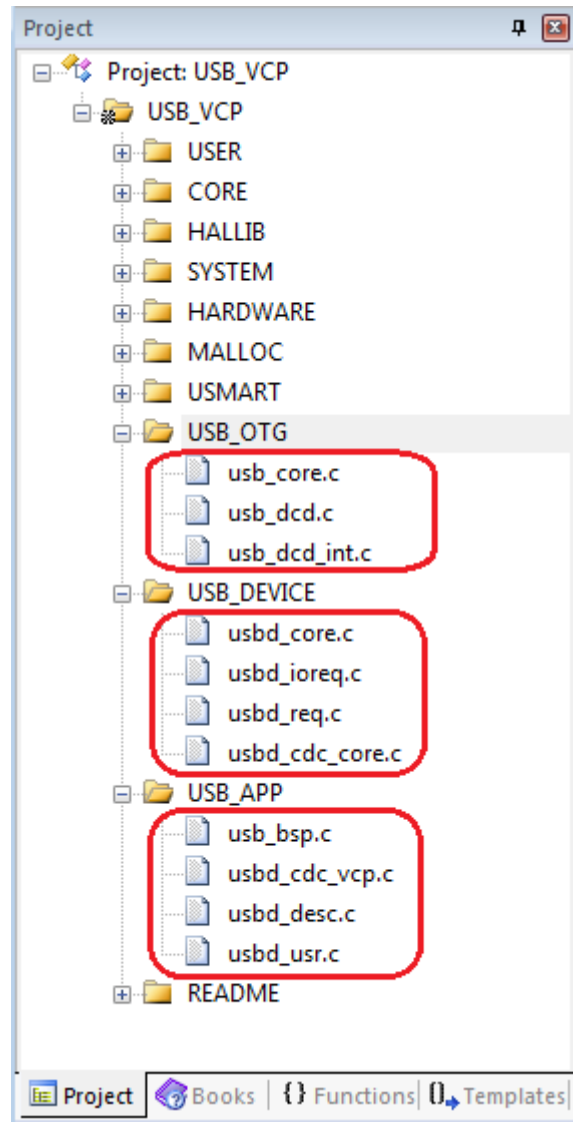 Project
Project: USB_VCP
USB_VCP
USER
CORE
HALLIB
SYSTEM
HARDWARE
MALLOC
USMART
USB_OTG
usb_core.c
usb_dcd.c
usb_dcd_int.c
USB_DEVICE
usbd_core.c
usbd_ioreq.c
usbd_req.c
usbd_cdc_core.c
USB_APP
usb_bsp.c
usbd_cdc_vcp.c
usbd_desc.c
usbd_usr.c
README
Project Books {} Functions 0 Templates